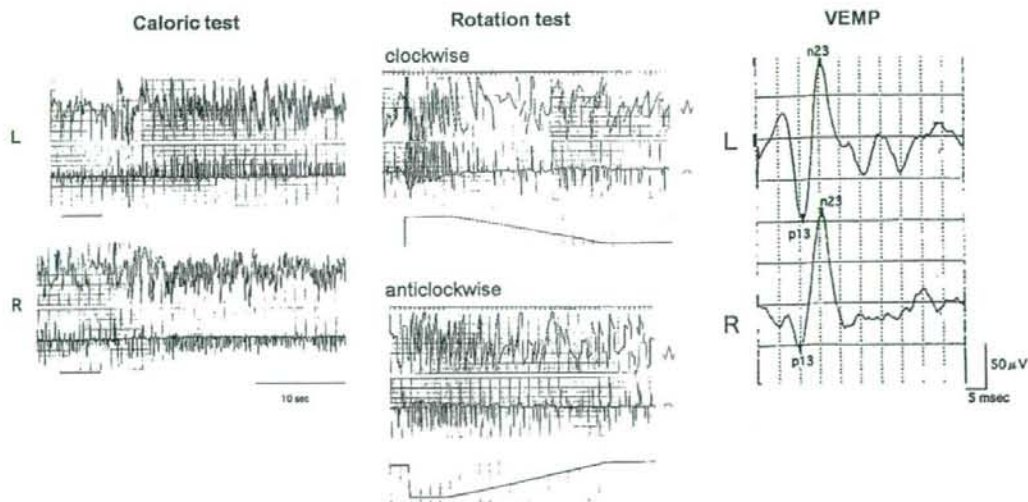 Caloric test
L
R
10 sec
Rotation test
clockwise
anticlockwise
VEMP
n23
L
p13
n23
R
p13
50 μV
5 msec